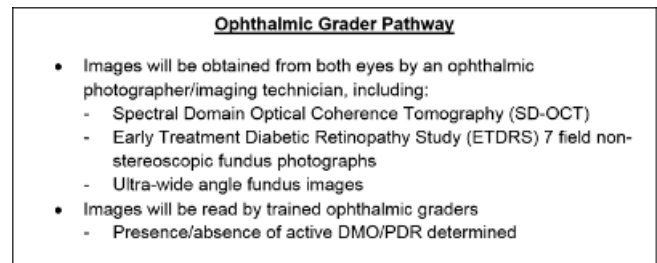 Ophthalmic Grader Pathway
• Images will be obtained from both eyes by an ophthalmic
photographer/imaging technician, including:
- Spectral Domain Optical Coherence Tomography (SD-OCT)
- Early Treatment Diabetic Retinopathy Study (ETDRS) 7 field non-
stereoscopic fundus photographs
- Ultra-wide angle fundus images
• Images will be read by trained ophthalmic graders
- Presence/absence of active DMO/PDR determined